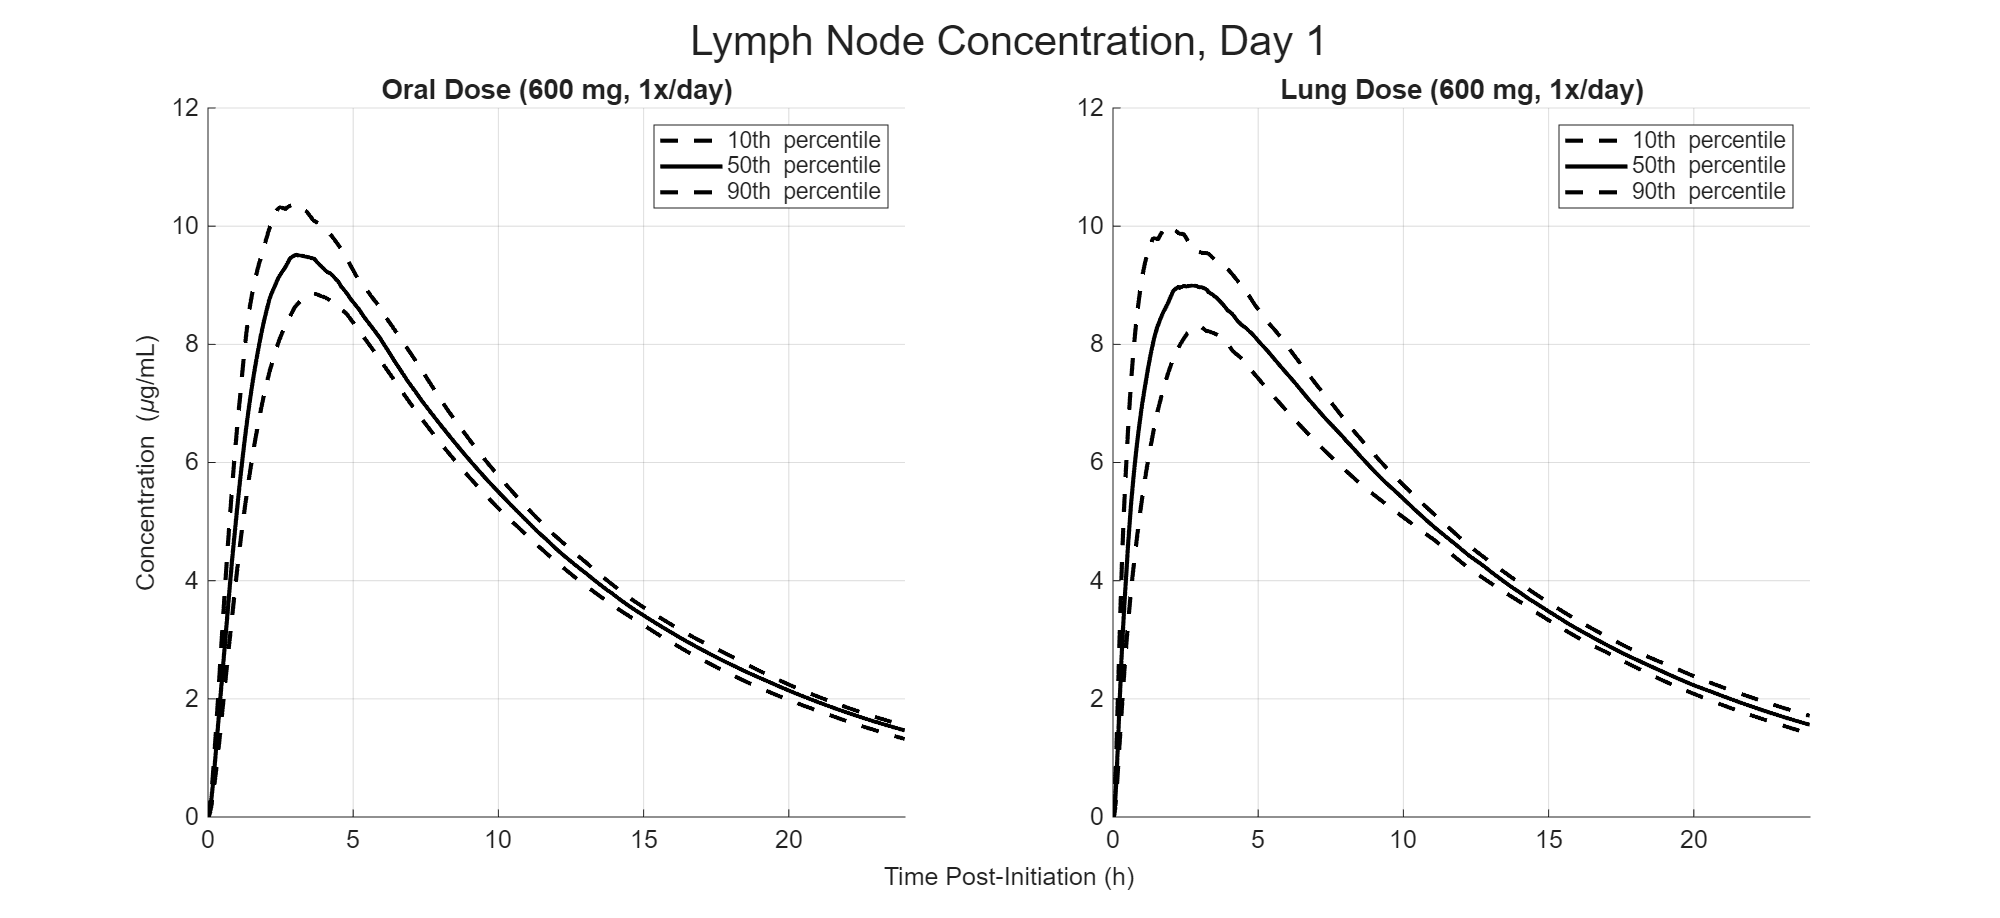 Lymph Node Concentration, Day 1
Oral Dose (600 mg, 1x/day)
12
10
8
6
4
2
0
0 5 10 15 20
Concentration (μg/mL)
10th percentile
50th percentile
90th percentile
Lung Dose (600 mg, 1x/day)
12
10
8
6
4
2
0
0 5 10 15 20
10th percentile
50th percentile
90th percentile
Time Post-Initiation (h)